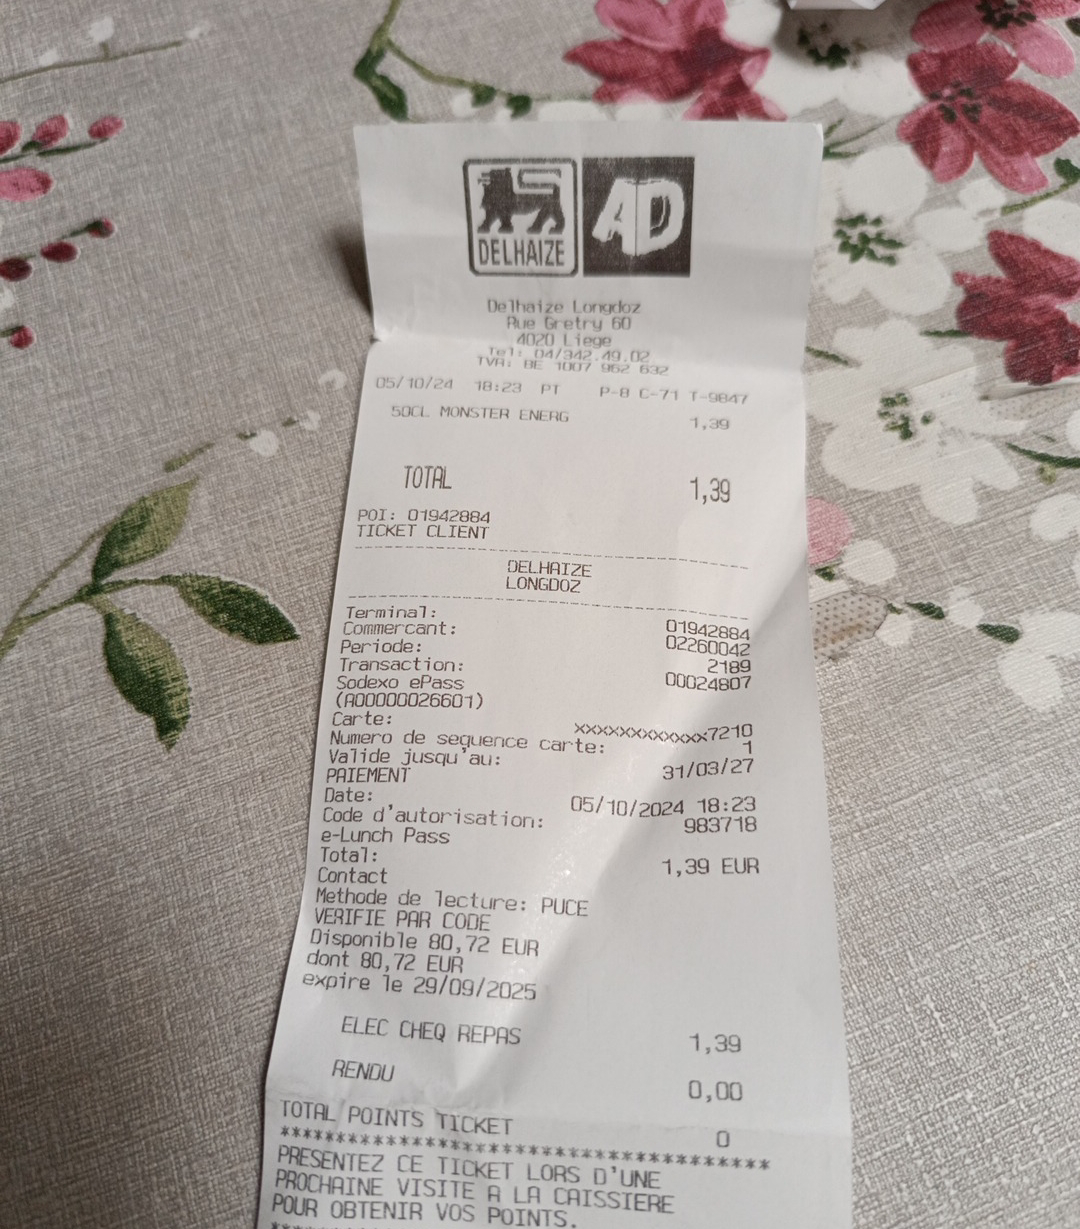 DELHAIZE AD
Delhaize Longdoz
Rue Gretry 60
4020 Liege
Tel: 04/342.49.02
TVA: BE 1007 962 632
05/10/24 18:23 PT P-8 C-71 T-9847
50CL MONSTER ENERG 1,39
TOTAL 1,39
POI: 01942884
TICKET CLIENT
DELHAIZE
LONGDOZ
Terminal: 01942884
Commercant: 02260042
Periode: 2189
Transaction: 00024807
Sodexo ePass
(A00000026601)
Carte: xxxxxxxxxxxxx7210
Numero de sequence carte: 1
Valide jusqu'au: 31/03/27
PAIEMENT
Date: 05/10/2024 18:23
Code d'autorisation: 983718
e-Lunch Pass
Total: 1,39 EUR
Contact
Methode de lecture: PUCE
VERIFIE PAR CODE
Disponible 80,72 EUR
dont 80,72 EUR
expire le 29/09/2025
ELEC CHEQ REPAS 1,39
RENDU 0,00
TOTAL POINTS TICKET 0
****************************************
PRESENTEZ CE TICKET LORS D'UNE
PROCHAINE VISITE A LA CAISSIERE
POUR OBTENIR VOS POINTS.